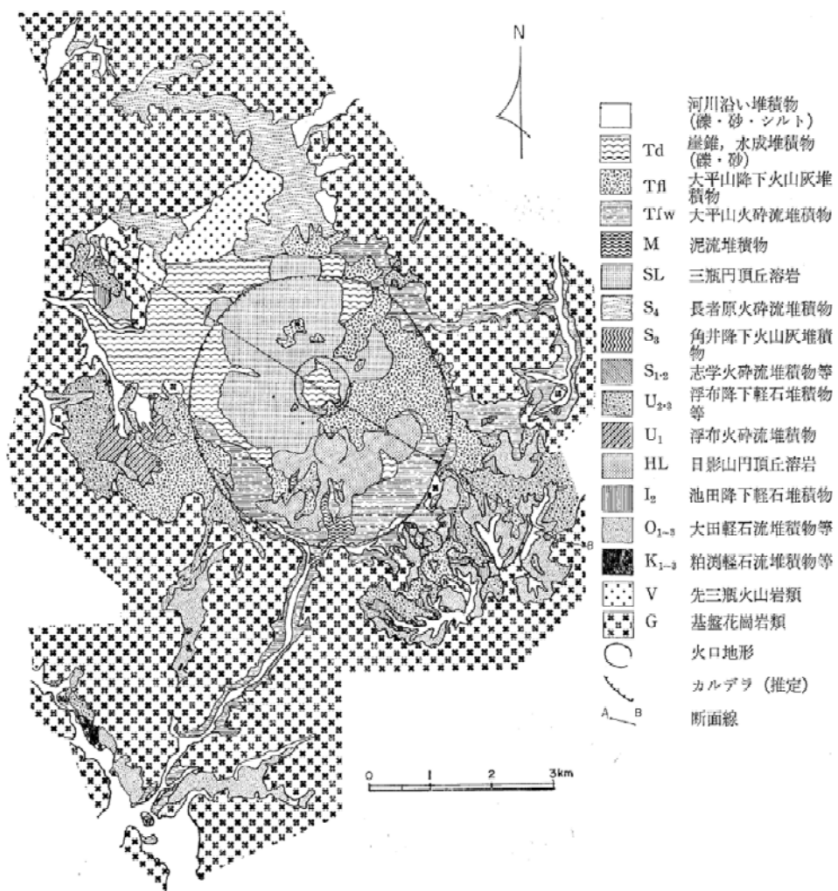 N
河川沿い堆積物
(礫・砂・シルト)
Td 崖錐，水成堆積物
(礫・砂)
Tfl 大平山降下火山灰堆
積物
Tfw 大平山火砕流堆積物
M 泥流堆積物
SL 三瓶円頂丘溶岩
S₄ 長者原火砕流堆積物
S₃ 角井降下火山灰堆積
物
S₁·₂ 志学火砕流堆積物等
U₂·₃ 浮布降下軽石堆積物
等
U₁ 浮布火砕流堆積物
HL 日影山円頂丘溶岩
I₂ 池田降下軽石堆積物
O₁~₃ 大田軽石流堆積物等
K₁~₃ 粕渕軽石流堆積物等
V 先三瓶火山岩類
G 基盤花崗岩類
火口地形
カルデラ (推定)
A B 断面線
A
B
0 1 2 3km